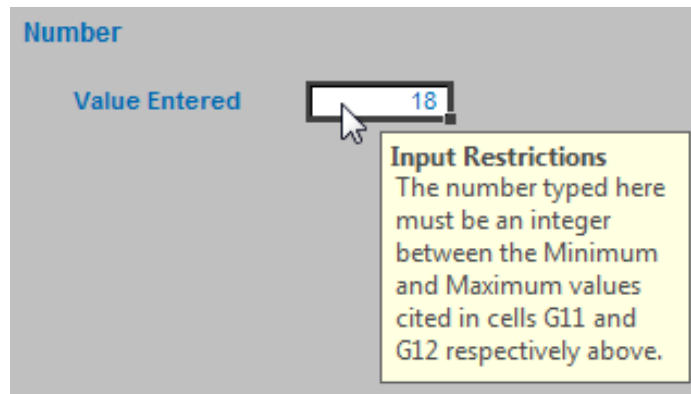 Number
Value Entered 18
Input Restrictions
The number typed here
must be an integer
between the Minimum
and Maximum values
cited in cells G11 and
G12 respectively above.